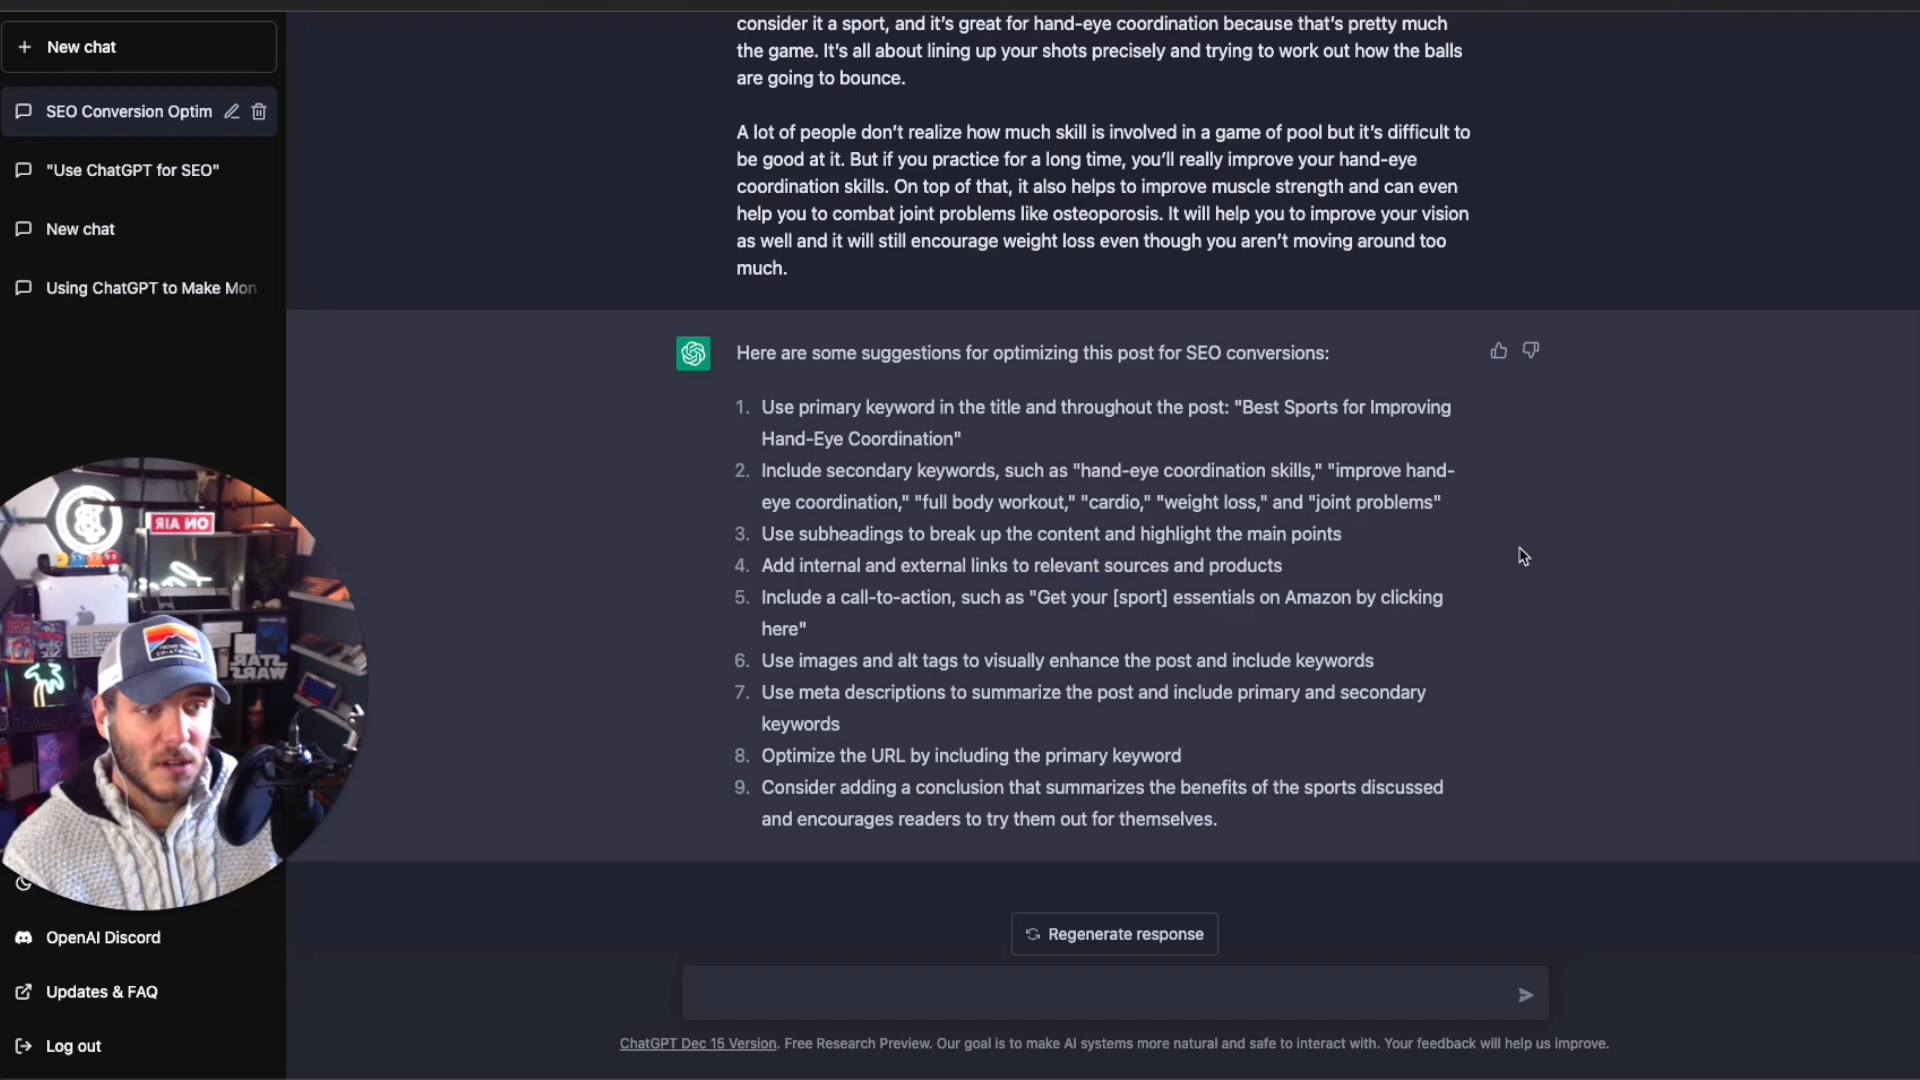 New chat
SEO Conversion Optim
"Use ChatGPT for SEO"
New chat
Using ChatGPT to Make Mon
consider it a sport, and it's great for hand-eye coordination because that's pretty much
the game. It's all about lining up your shots precisely and trying to work out how the balls
are going to bounce.
A lot of people don't realize how much skill is involved in a game of pool but it's difficult to
be good at it. But if you practice for a long time, you'll really improve your hand-eye
coordination skills. On top of that, it also helps to improve muscle strength and can even
help you to combat joint problems like osteoporosis. It will help you to improve your vision
as well and it will still encourage weight loss even though you aren't moving around too
much.
Here are some suggestions for optimizing this post for SEO conversions:
1. Use primary keyword in the title and throughout the post: "Best Sports for Improving
Hand-Eye Coordination"
2. Include secondary keywords, such as "hand-eye coordination skills," "improve hand-
eye coordination," "full body workout," "cardio," "weight loss," and "joint problems"
3. Use subheadings to break up the content and highlight the main points
4. Add internal and external links to relevant sources and products
5. Include a call-to-action, such as "Get your [sport] essentials on Amazon by clicking
here"
6. Use images and alt tags to visually enhance the post and include keywords
7. Use meta descriptions to summarize the post and include primary and secondary
keywords
8. Optimize the URL by including the primary keyword
9. Consider adding a conclusion that summarizes the benefits of the sports discussed
and encourages readers to try them out for themselves.
ON AIR
STAR
WARS
OpenAI Discord
Updates & FAQ
Log out
Regenerate response
ChatGPT Dec 15 Version. Free Research Preview. Our goal is to make AI systems more natural and safe to interact with. Your feedback will help us improve.